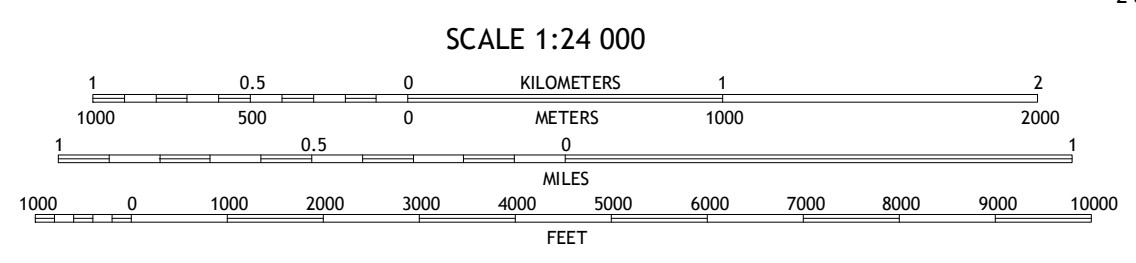 SCALE 1:24 000
1 0.5 0 KILOMETERS 1 2
1000 500 0 METERS 1000 2000
1 0.5 0 1
MILES
1000 0 1000 2000 3000 4000 5000 6000 7000 8000 9000 10000
FEET